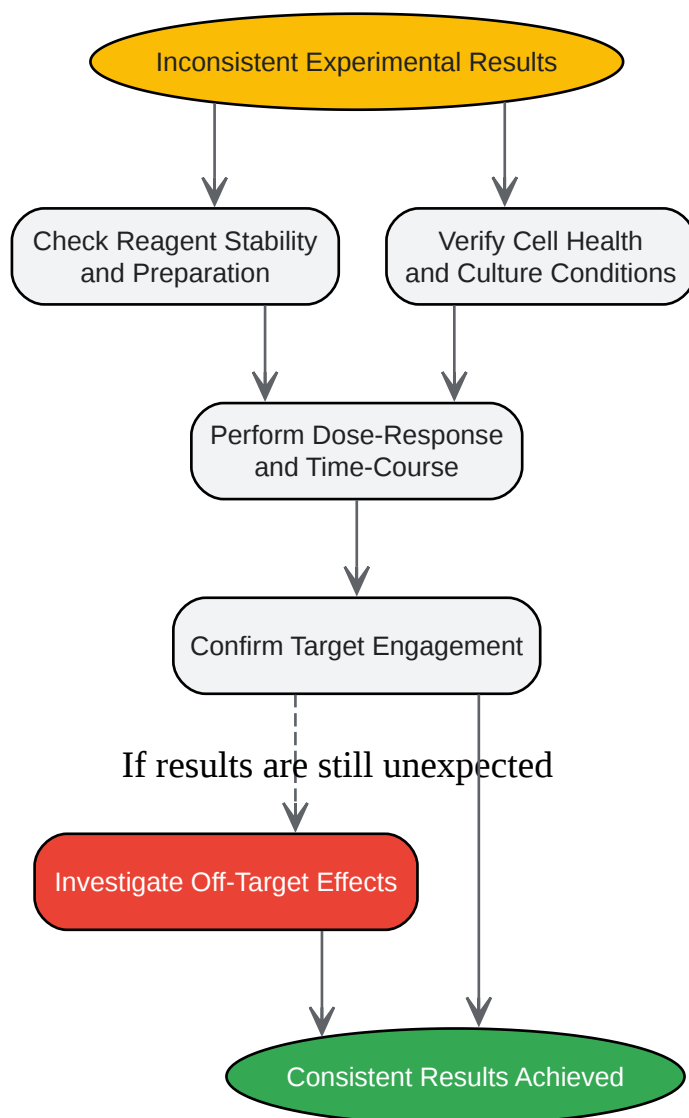 Inconsistent Experimental Results
Check Reagent Stability
and Preparation
Verify Cell Health
and Culture Conditions
Perform Dose-Response
and Time-Course
Confirm Target Engagement
If results are still unexpected
Investigate Off-Target Effects
Consistent Results Achieved